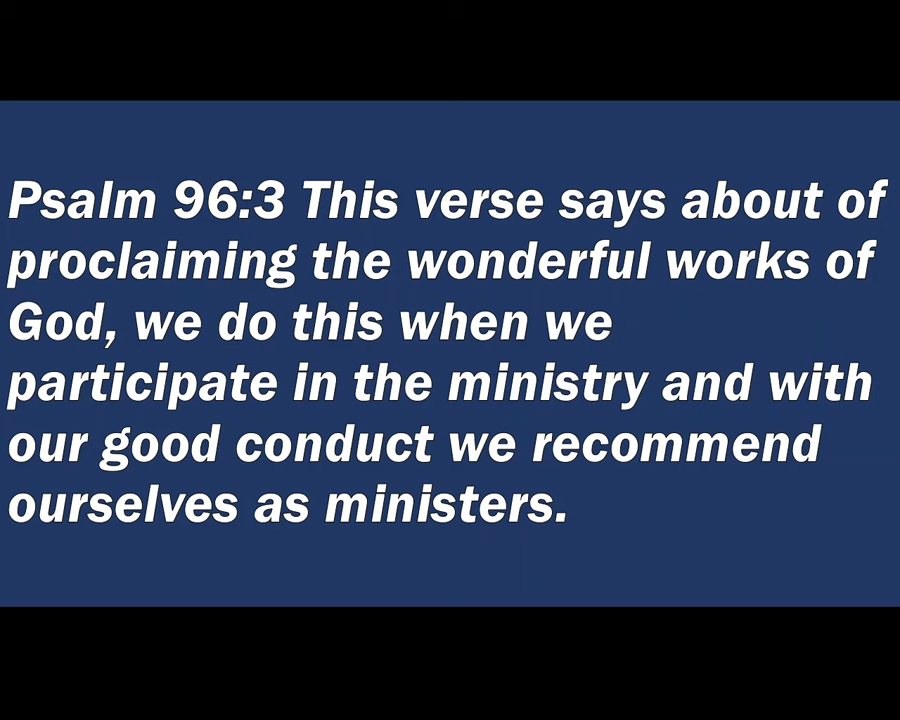 Psalm 96:3 This verse says about of
proclaiming the wonderful works of
God, we do this when we
participate in the ministry and with
our good conduct we recommend
ourselves as ministers.